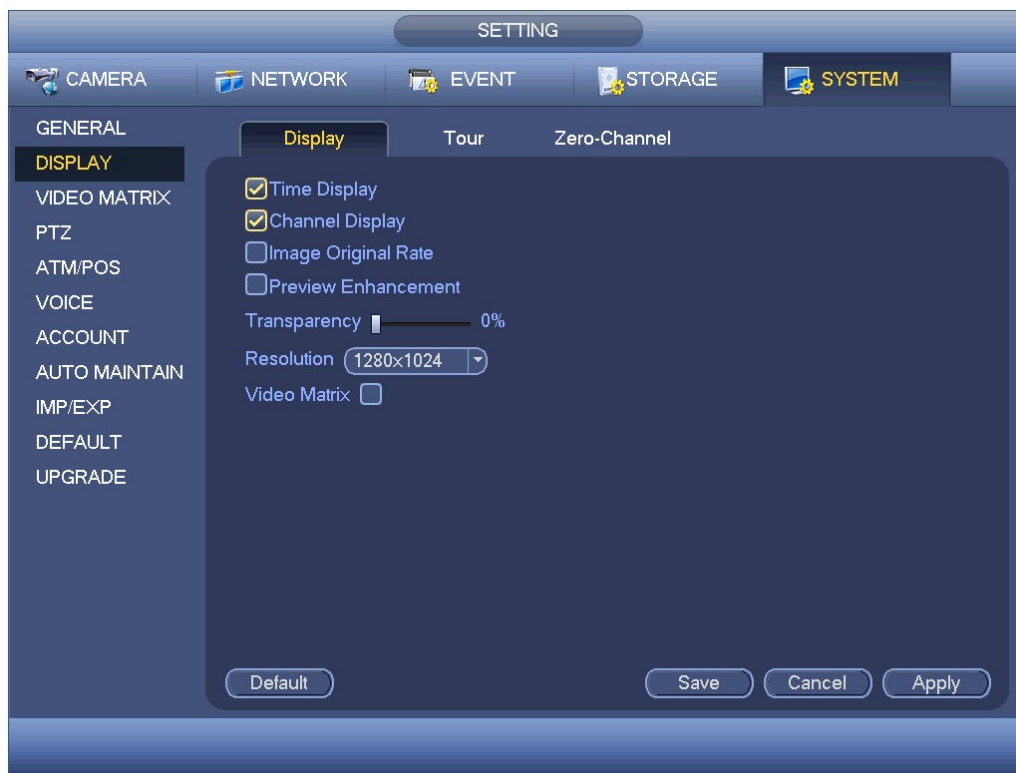 SETTING
CAMERA NETWORK EVENT STORAGE SYSTEM
GENERAL
DISPLAY
VIDEO MATRIX
PTZ
ATM/POS
VOICE
ACCOUNT
AUTO MAINTAIN
IMP/EXP
DEFAULT
UPGRADE
Display Tour Zero-Channel
Time Display
Channel Display
Image Original Rate
Preview Enhancement
Transparency 0%
Resolution 1280x1024
Video Matrix
Default Save Cancel Apply